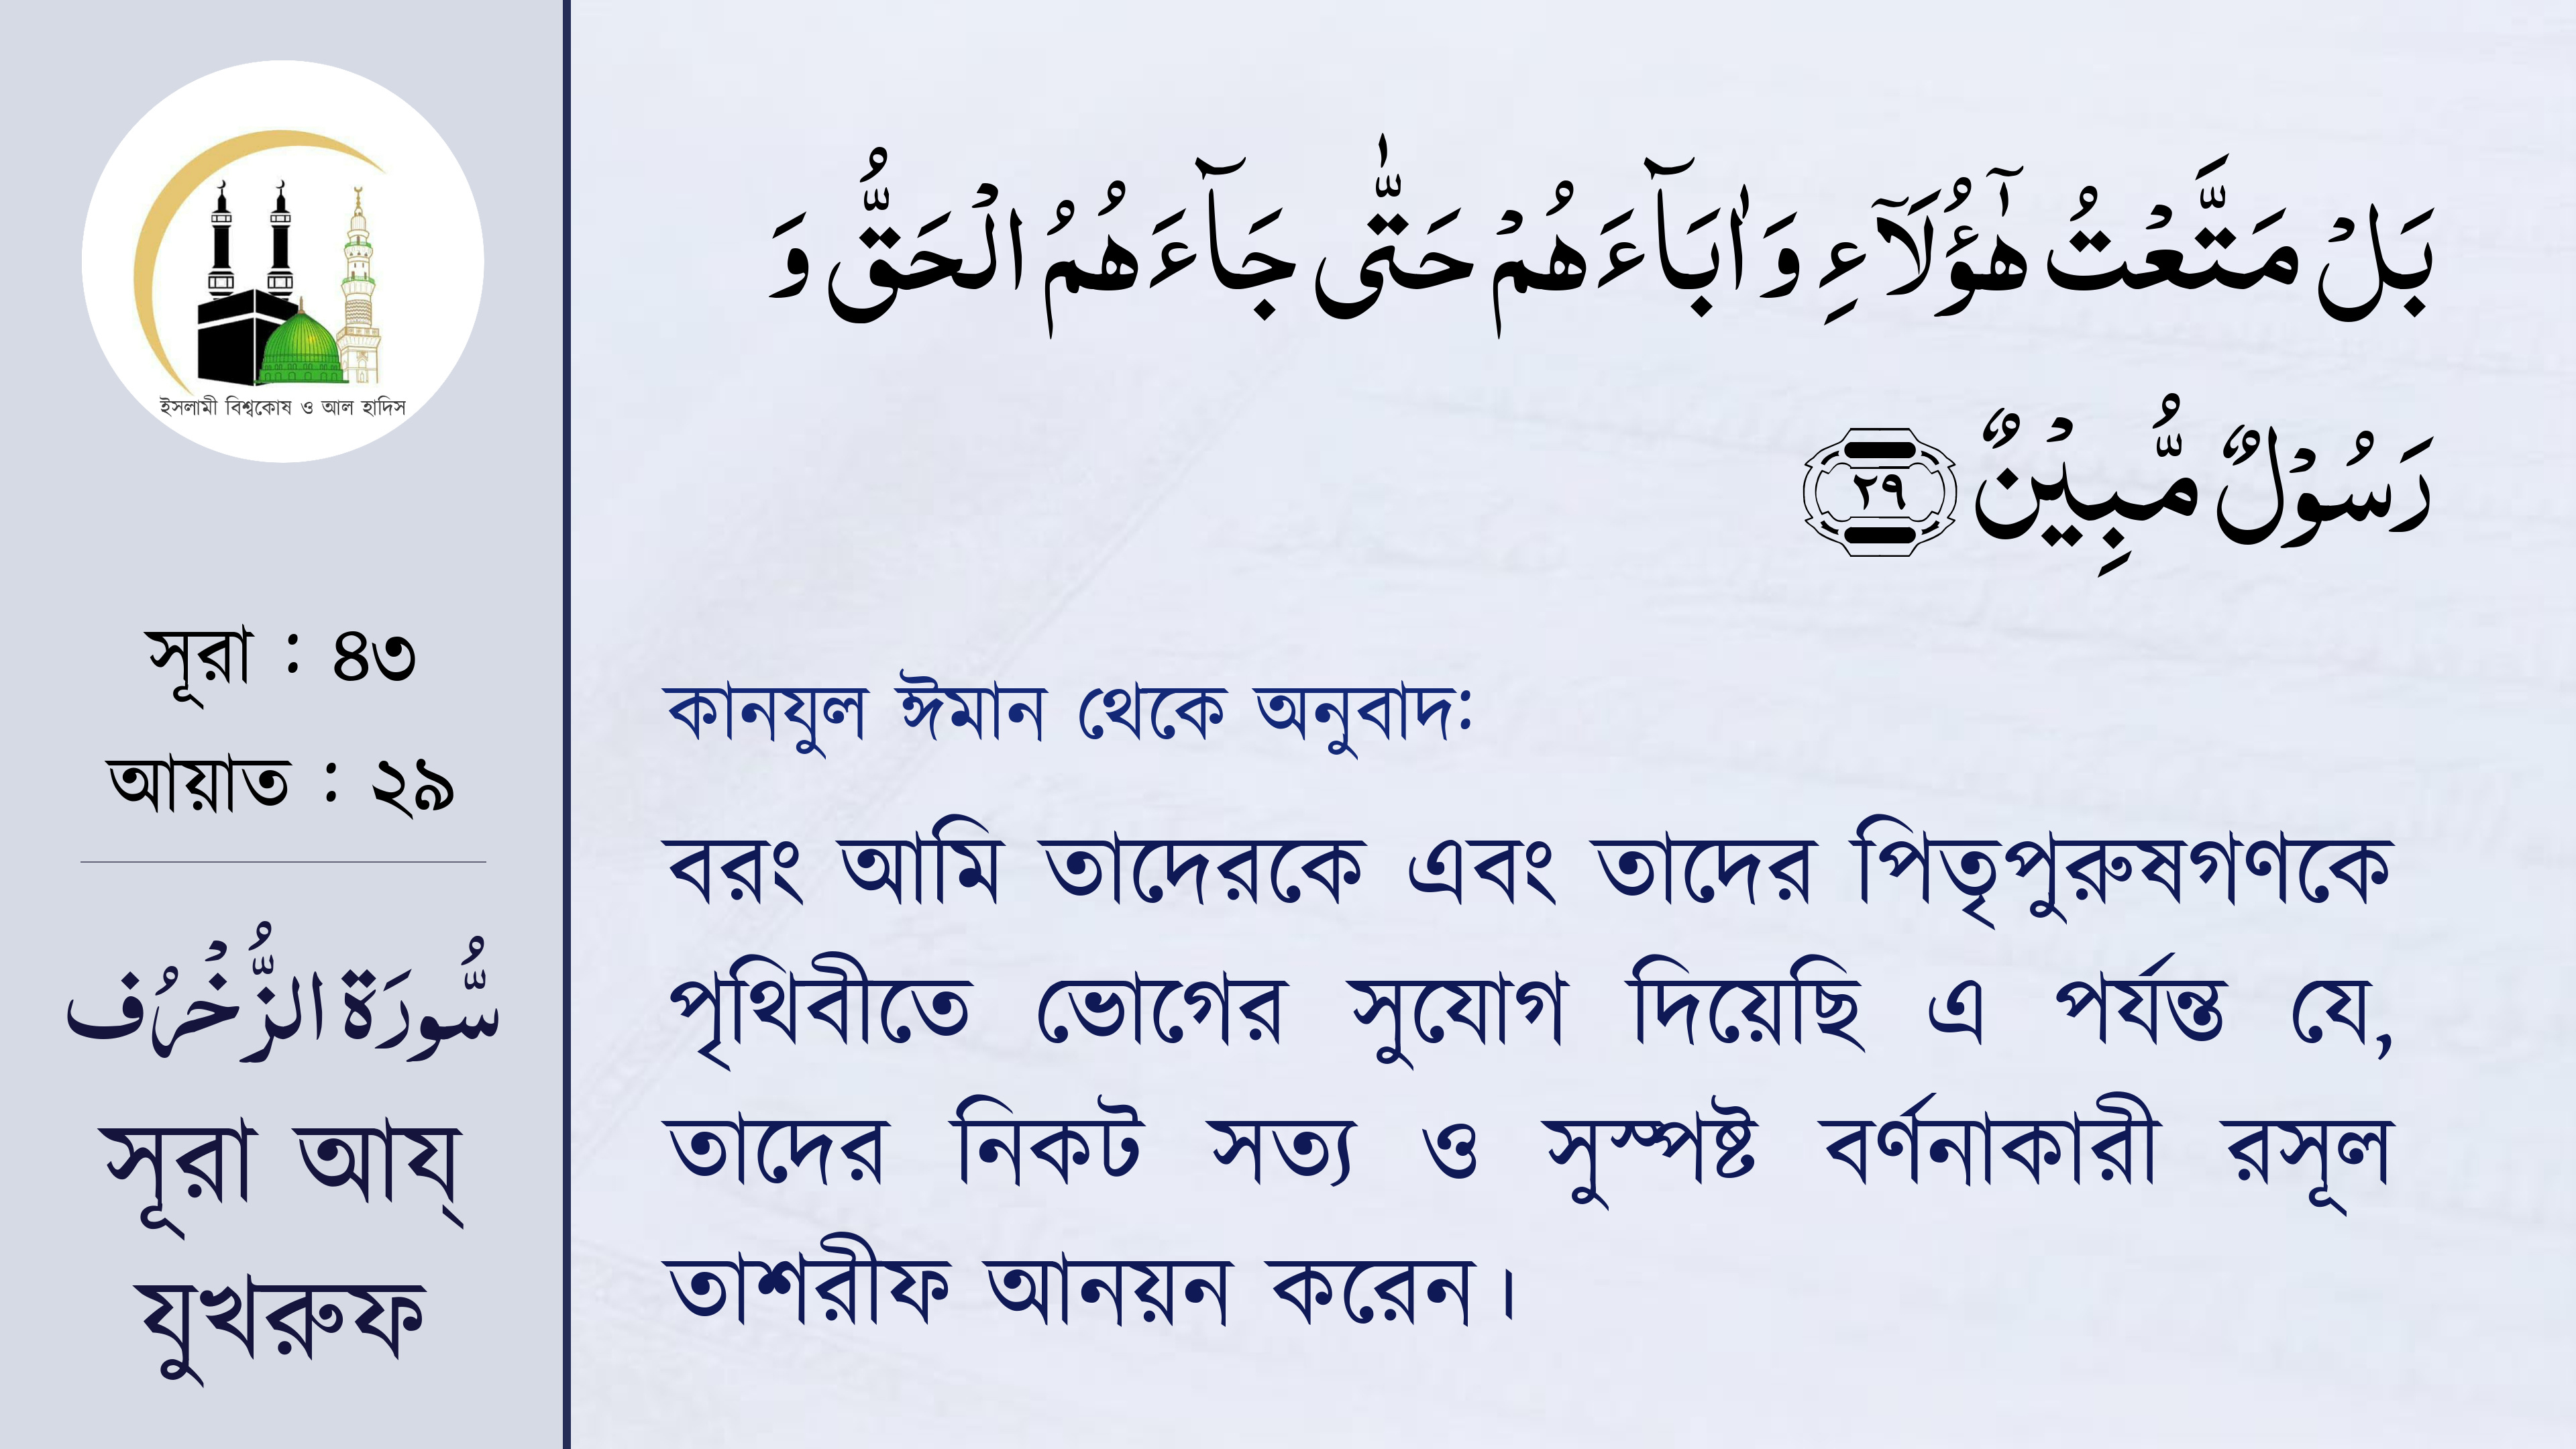 ইসলামী বিশ্বকোষ ও আল হাদিস
সূরা : ৪৩
আয়াত : ২৯
سُّورَة الزُّخْرُف
সূরা আয্
যুখরুফ
بَلْ مَتَّعْتُ هٰۤؤُلَآءِ وَاٰبَآءَهُمْ حَتّٰى جَآءَهُمُ الْحَقُّ وَ
رَسُوْلٌ مُّبِيْنٌ ٢٩
কানযুল ঈমান থেকে অনুবাদ:
বরং আমি তাদেরকে এবং তাদের পিতৃপুরুষগণকে
পৃথিবীতে ভোগের সুযোগ দিয়েছি এ পর্যন্ত যে,
তাদের নিকট সত্য ও সুস্পষ্ট বর্ণনাকারী রসূল
তাশরীফ আনয়ন করেন।